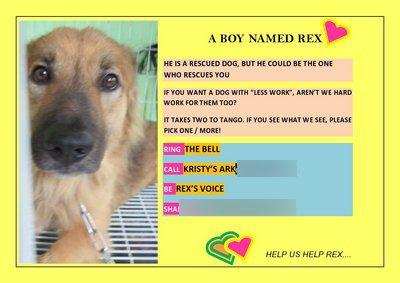 A BOY NAMED REX
HE IS A RESCUED DOG, BUT HE COULD BE THE ONE
WHO RESCUES YOU
IF YOU WANT A DOG WITH "LESS WORK", AREN'T WE HARD
WORK FOR THEM TOO?
IT TAKES TWO TO TANGO. IF YOU SEE WHAT WE SEE, PLEASE
PICK ONE / MORE!
RING THE BELL
CALL KRISTY'S ARK
BE REX'S VOICE
HELP US HELP REX....